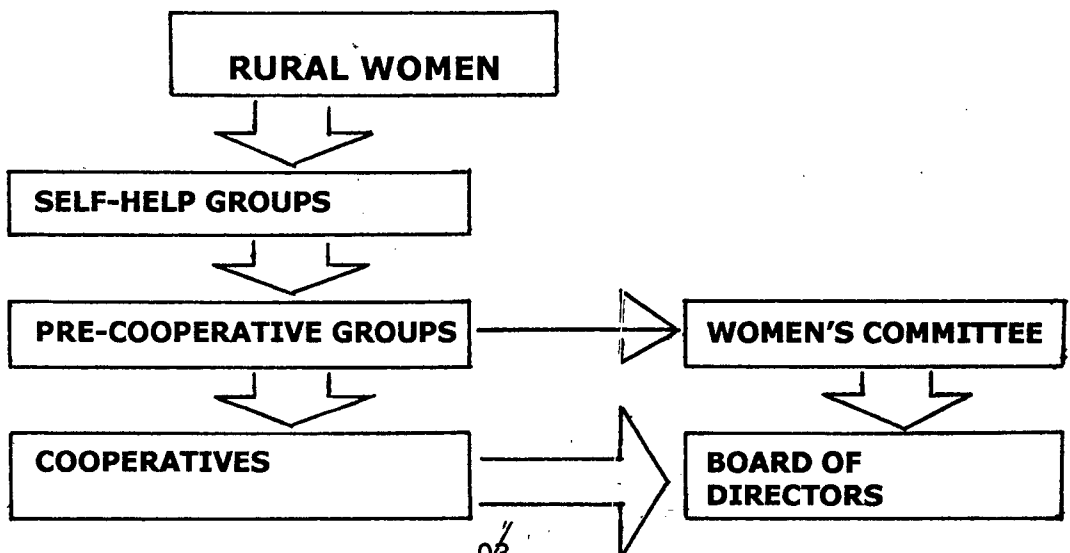 RURAL WOMEN
SELF-HELP GROUPS
PRE-COOPERATIVE GROUPS
WOMEN'S COMMITTEE
COOPERATIVES
BOARD OF
DIRECTORS